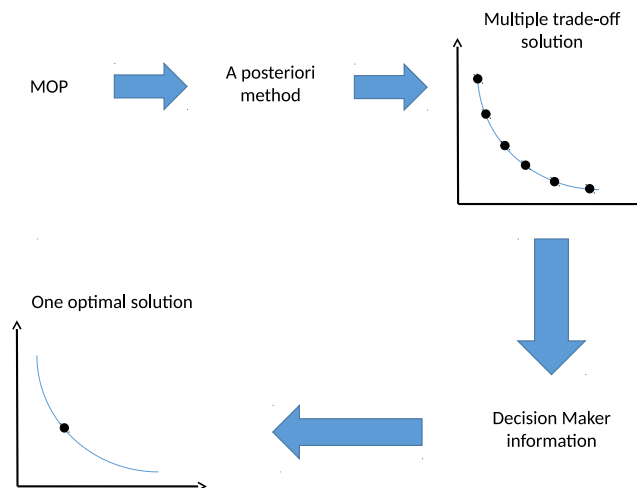 Multiple trade-off
solution
MOP
A posteriori
method
One optimal solution
Decision Maker
information